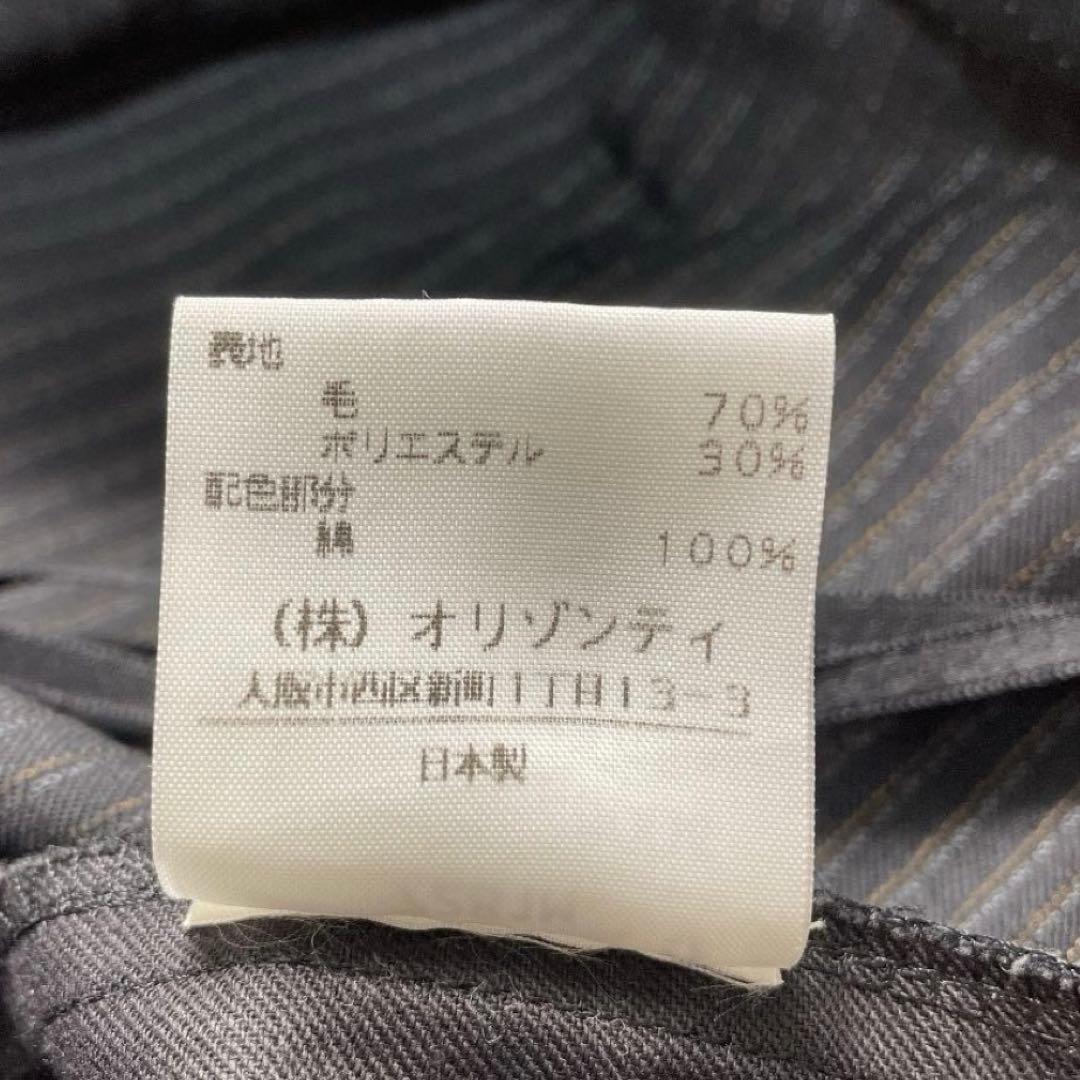 表地
毛 70%
ポリエステル 30%
配色部分
綿 100%
(株) オリゾンティ
大阪市西区新町1丁目13-3
日本製